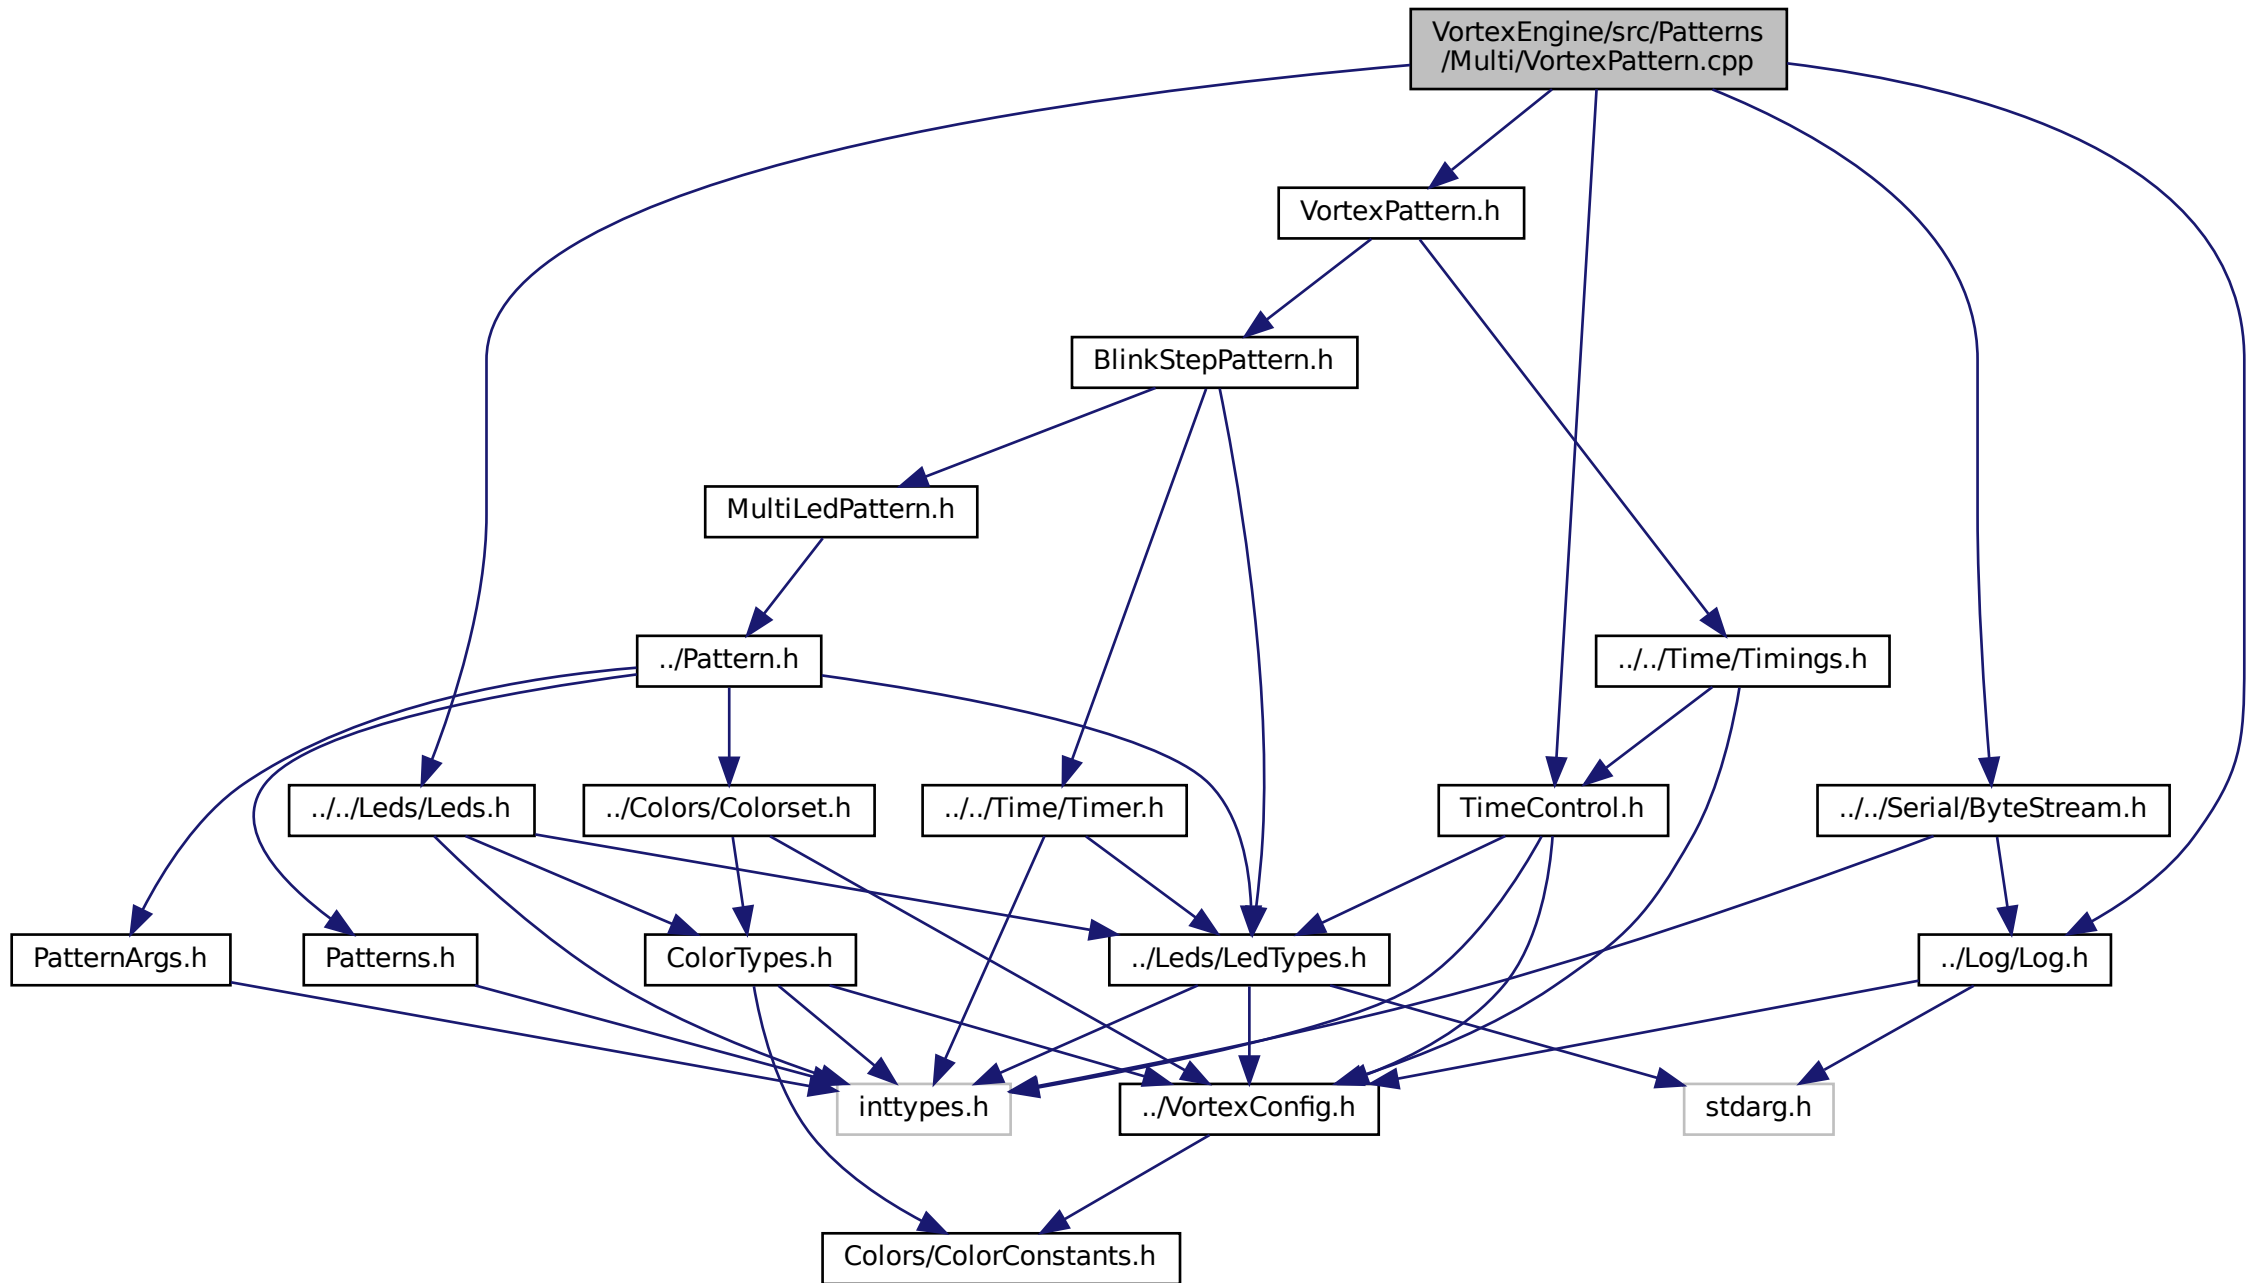 VortexEngine/src/Patterns
/Multi/VortexPattern.cpp
VortexPattern.h
BlinkStepPattern.h
MultiLedPattern.h
../Pattern.h
../../Time/Timings.h
../../Leds/Leds.h
../Colors/Colorset.h
../../Time/Timer.h
TimeControl.h
../../Serial/ByteStream.h
PatternArgs.h
Patterns.h
ColorTypes.h
../Leds/LedTypes.h
../Log/Log.h
inttypes.h
../VortexConfig.h
stdarg.h
Colors/ColorConstants.h